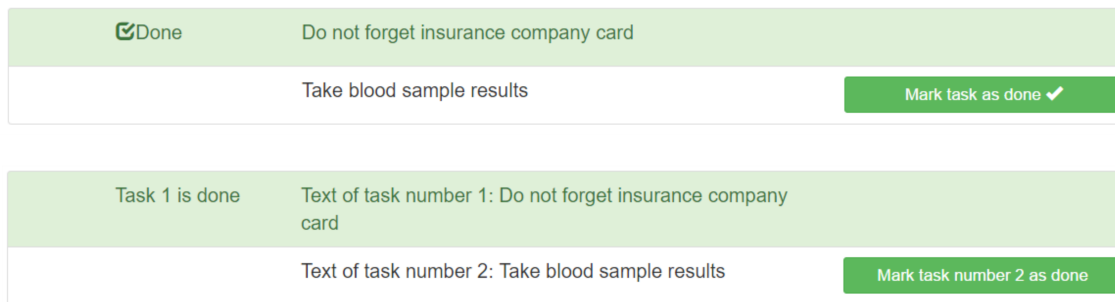 Done Do not forget insurance company card
Take blood sample results Mark task as done
Task 1 is done Text of task number 1: Do not forget insurance company
card
Text of task number 2: Take blood sample results Mark task number 2 as done